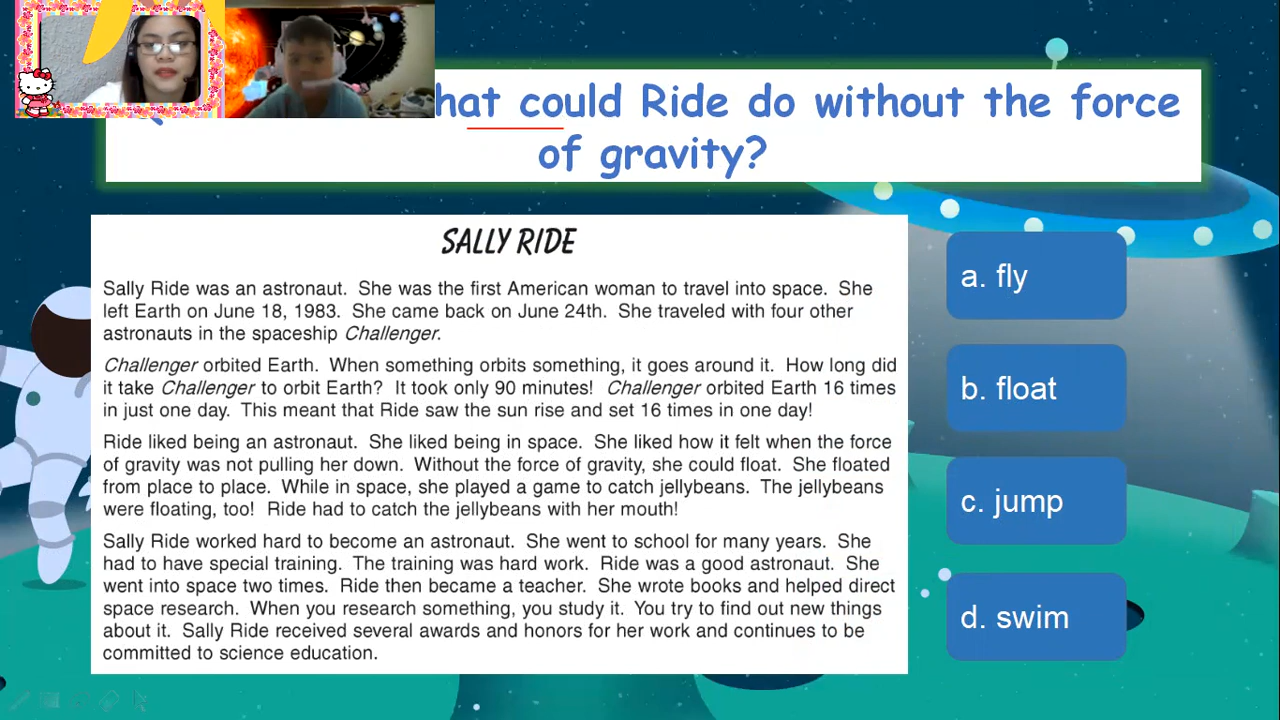 hat could Ride do without the force
of gravity?
SALLY RIDE
Sally Ride was an astronaut. She was the first American woman to travel into space. She
left Earth on June 18, 1983. She came back on June 24th. She traveled with four other
astronauts in the spaceship Challenger.
Challenger orbited Earth. When something orbits something, it goes around it. How long did
it take Challenger to orbit Earth? It took only 90 minutes! Challenger orbited Earth 16 times
in just one day. This meant that Ride saw the sun rise and set 16 times in one day!
Ride liked being an astronaut. She liked being in space. She liked how it felt when the force
of gravity was not pulling her down. Without the force of gravity, she could float. She floated
from place to place. While in space, she played a game to catch jellybeans. The jellybeans
were floating, too! Ride had to catch the jellybeans with her mouth!
Sally Ride worked hard to become an astronaut. She went to school for many years. She
had to have special training. The training was hard work. Ride was a good astronaut. She
went into space two times. Ride then became a teacher. She wrote books and helped direct
space research. When you research something, you study it. You try to find out new things
about it. Sally Ride received several awards and honors for her work and continues to be
committed to science education.
a. fly
b. float
c. jump
d. swim